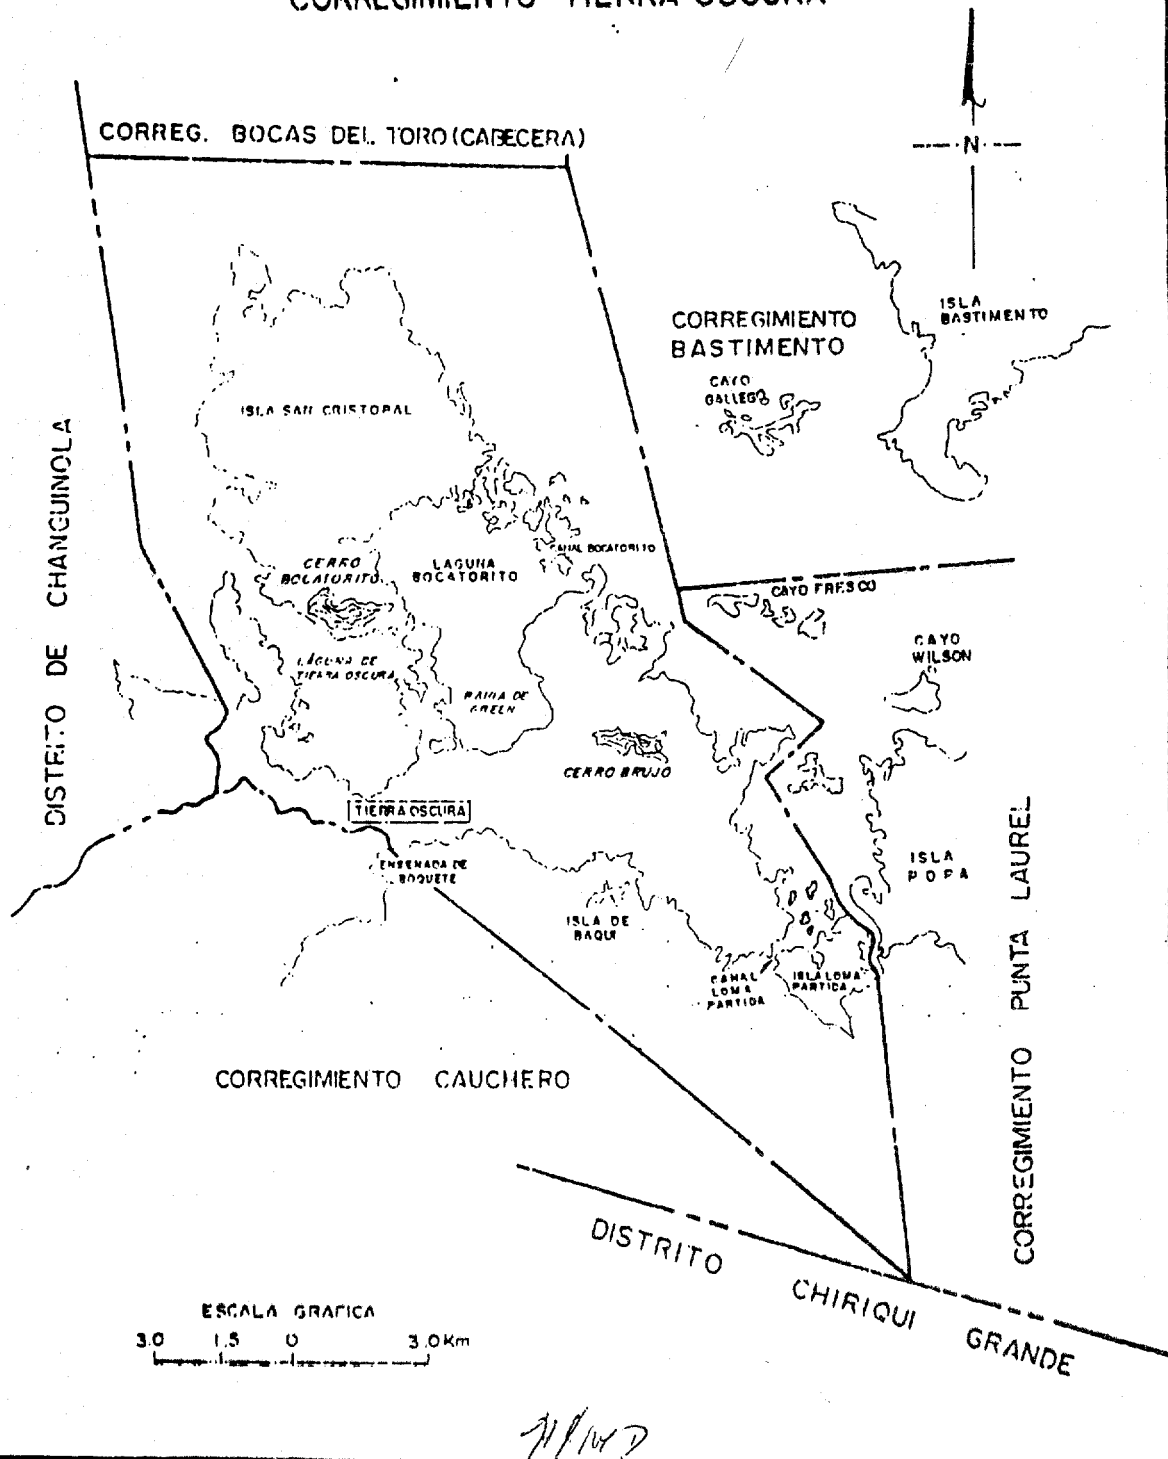 CORREGIMIENTO TIERRA OSCURA
CORREG. BOCAS DEL TORO (CABECERA)
N
ISLA
BASTIMENTO
CORREGIMIENTO
BASTIMENTO
CAYO
GALLEGO
ISLA SAN CRISTOPAL
DISTRITO DE CHANGUINOLA
CANAL BOCATORITO
CERRO
BOCATORITO
LAGUNA
BOCATORITO
CAYO FRESCO
CAYO
WILSON
LAGUNA DE
TIERRA OSCURA
BAHIA DE
GREEN
CERRO BRUJO
TIERRA OSCURA
ENSENADA DE
BOQUETE
ISLA
POPA
ISLA DE
BAQUI
CANAL
LOMA
PARTIDA
ISLA LOMA
PARTIDA
CORREGIMIENTO PUNTA LAUREL
CORREGIMIENTO CAUCHERO
DISTRITO CHIRIQUI GRANDE
ESCALA GRAFICA
3.0 1.5 0 3.0 Km